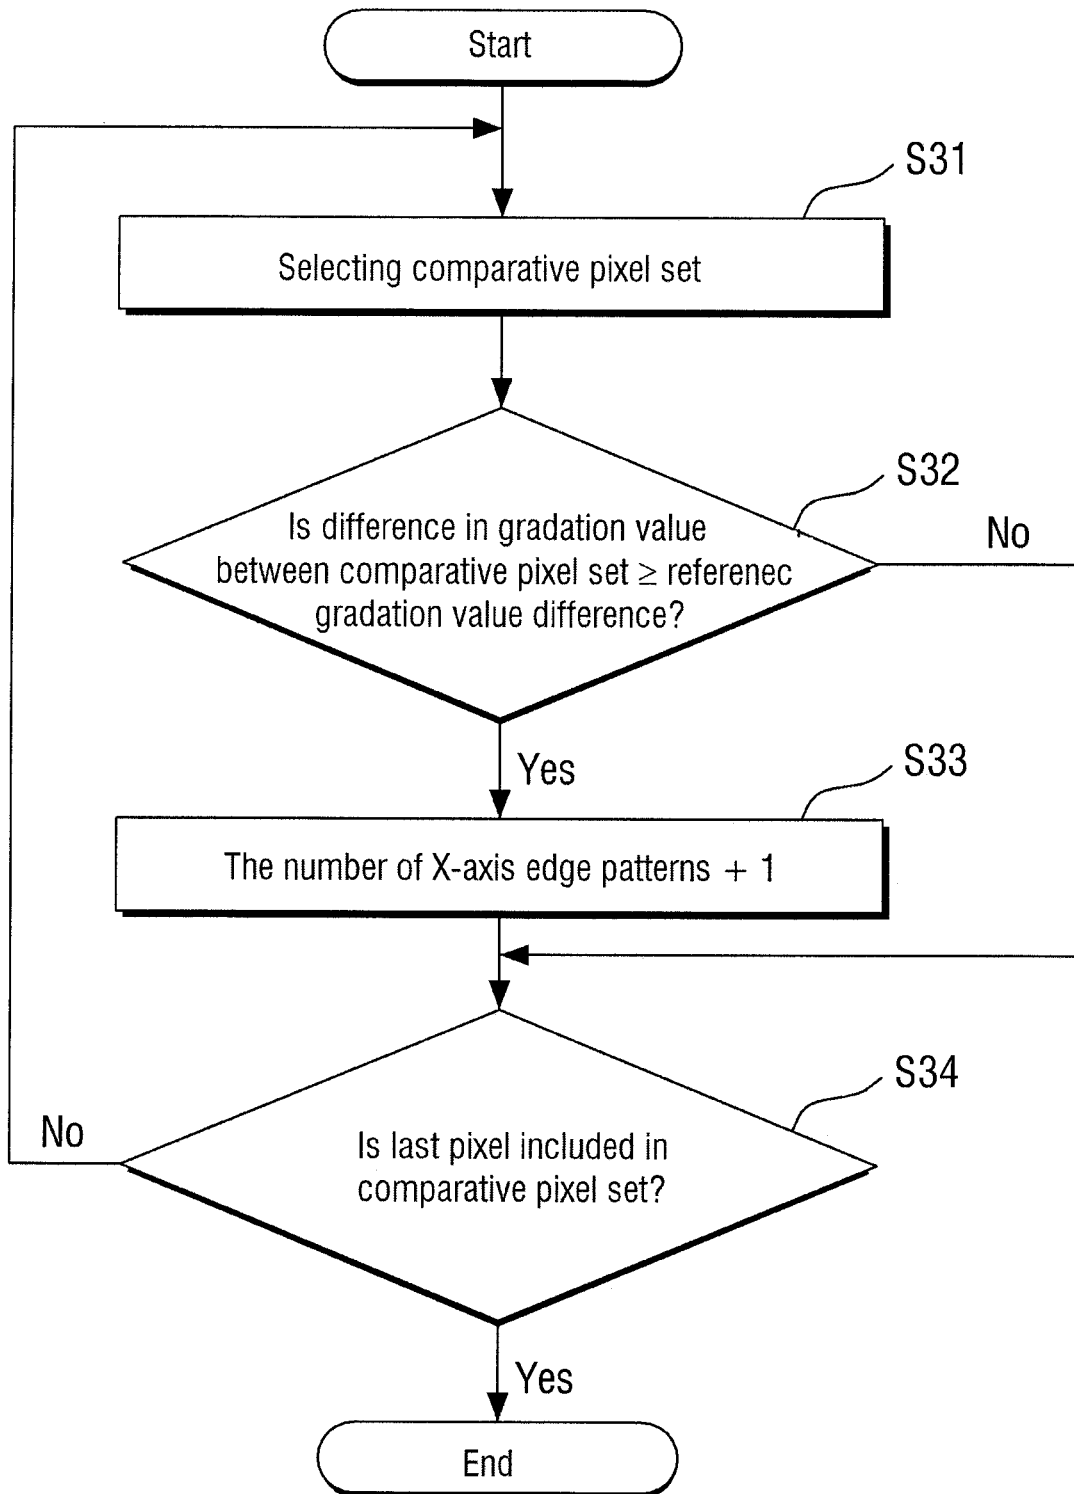 Start
S31
Selecting comparative pixel set
S32
Is difference in gradation value
between comparative pixel set ≥ referenec
gradation value difference?
No
Yes
S33
The number of X-axis edge patterns + 1
S34
Is last pixel included in
comparative pixel set?
No
Yes
End